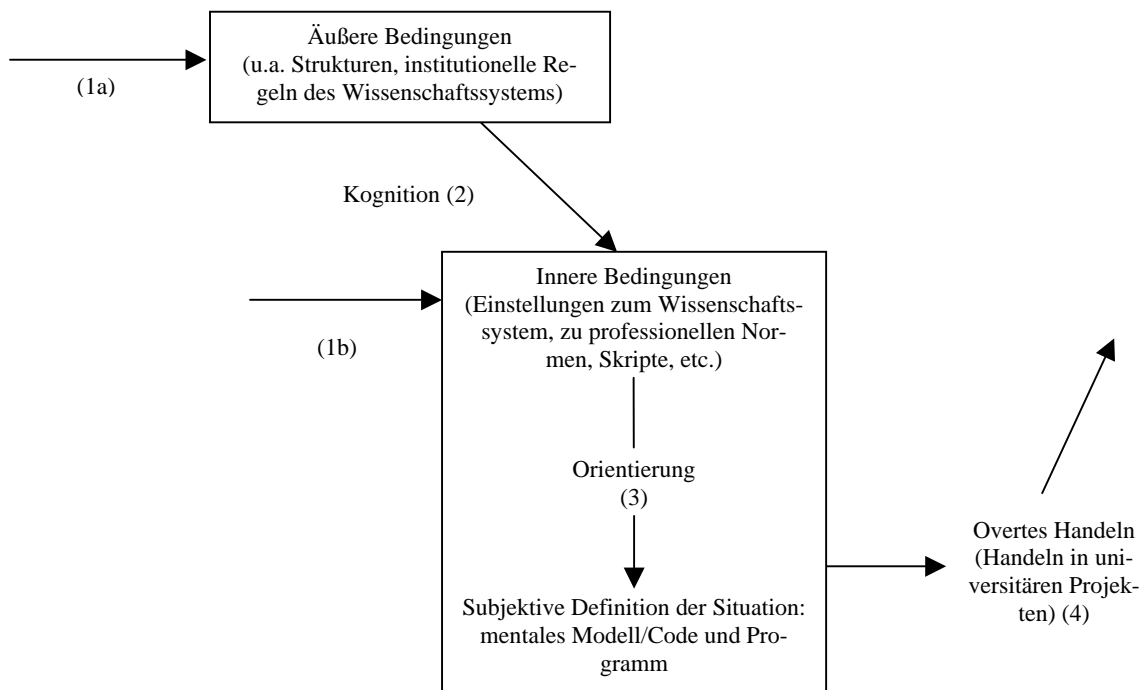 Äußere Bedingungen
(u.a. Strukturen, institutionelle Re-
geln des Wissenschaftssystems)
(1a)
Kognition (2)
Innere Bedingungen
(Einstellungen zum Wissenschafts-
system, zu professionellen Nor-
men, Skripte, etc.)
(1b)
Orientierung
(3)
Subjektive Definition der Situation:
mentales Modell/Code und Pro-
gramm
Overtes Handeln
(Handeln in uni-
versitären Projek-
ten) (4)